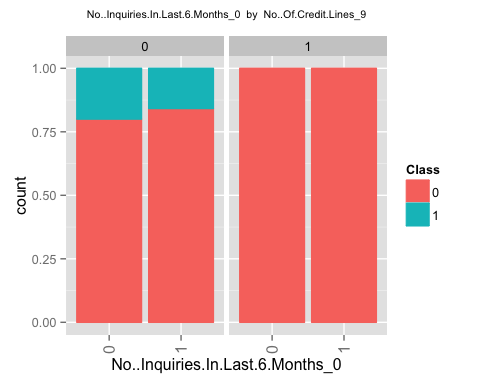 No..Inquiries.In.Last.6.Months_0 by No..Of.Credit.Lines_9
0 1
1.00
0.75
0.50
0.25
0.00
count
0 1 0 1
No..Inquiries.In.Last.6.Months_0
Class
0
1